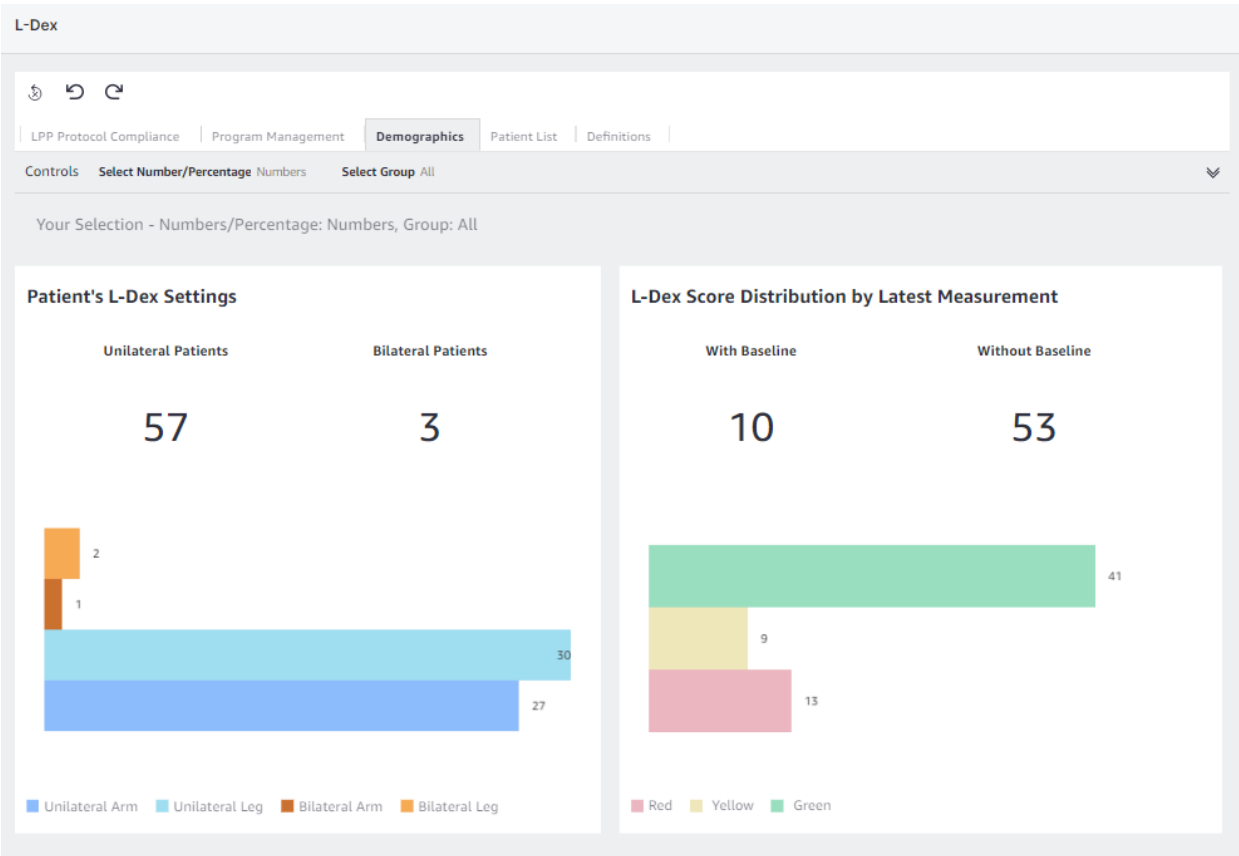 L-Dex
LPP Protocol Compliance Program Management Demographics Patient List Definitions
Controls Select Number/Percentage Numbers Select Group All
Your Selection - Numbers/Percentage: Numbers, Group: All
Patient's L-Dex Settings
Unilateral Patients Bilateral Patients
57 3
2
1
30
27
Unilateral Arm Unilateral Leg Bilateral Arm Bilateral Leg
L-Dex Score Distribution by Latest Measurement
With Baseline Without Baseline
10 53
41
9
13
Red Yellow Green